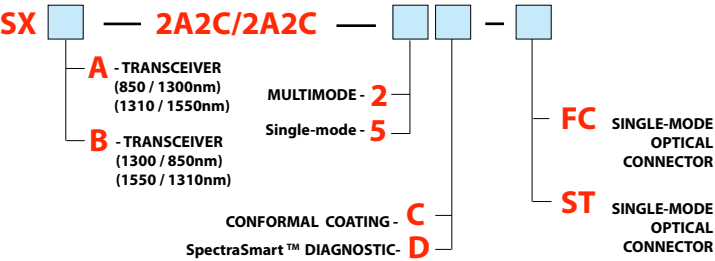 SX — 2A2C/2A2C — –
A - TRANSCEIVER
(850 / 1300nm)
(1310 / 1550nm)
B - TRANSCEIVER
(1300 / 850nm)
(1550 / 1310nm)
MULTIMODE - 2
Single-mode - 5
CONFORMAL COATING - C
SpectraSmart ™ DIAGNOSTIC- D
FC SINGLE-MODE
OPTICAL
CONNECTOR
ST SINGLE-MODE
OPTICAL
CONNECTOR